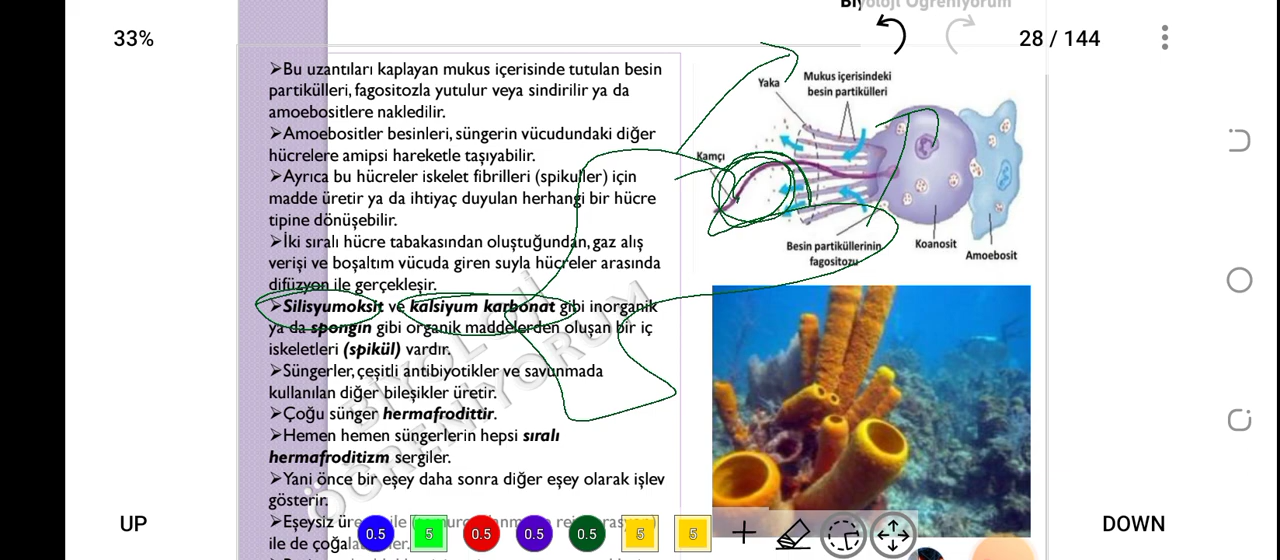 Biyoloji Öğreniyorum
33%
28 / 144
➤Bu uzantıları kaplayan mukus içerisinde tutulan besin
partikülleri, fagositozla yutulur veya sindirilir ya da
amoebositlere nakledilir.
➤Amoebositler besinleri, süngerin vücudundaki diğer
hücrelere amipsi hareketle taşıyabilir.
➤Ayrıca bu hücreler iskelet fibrilleri (spikuller) için
madde üretir ya da ihtiyaç duyulan herhangi bir hücre
tipine dönüşebilir.
➤İki sıralı hücre tabakasından oluştuğundan, gaz alış
verişi ve boşaltım vücuda giren suyla hücreler arasında
difüzyon ile gerçekleşir.
➤Silisyumoksit ve kalsiyum karbonat gibi inorganik
ya da spongin gibi organik maddelerden oluşan bir iç
iskeletleri (spikül) vardır.
➤Süngerler, çeşitli antibiyotikler ve savunmada
kullanılan diğer bileşikler üretir.
➤Çoğu sünger hermafrodittir.
➤Hemen hemen süngerlerin hepsi sıralı
hermafroditizm sergiler.
➤Yani önce bir eşey daha sonra diğer eşey olarak işlev
gösterir.
➤Eşeysiz
ile de
Yaka
Mukus içerisindeki
besin partikülleri
Kamçı
Besin partiküllerinin
fagositozu
Koanosit
Amoebosit
BİYOLOJİ
ÖĞRENİYORUM
UP
0.5
5
0.5
0.5
0.5
5
5
DOWN